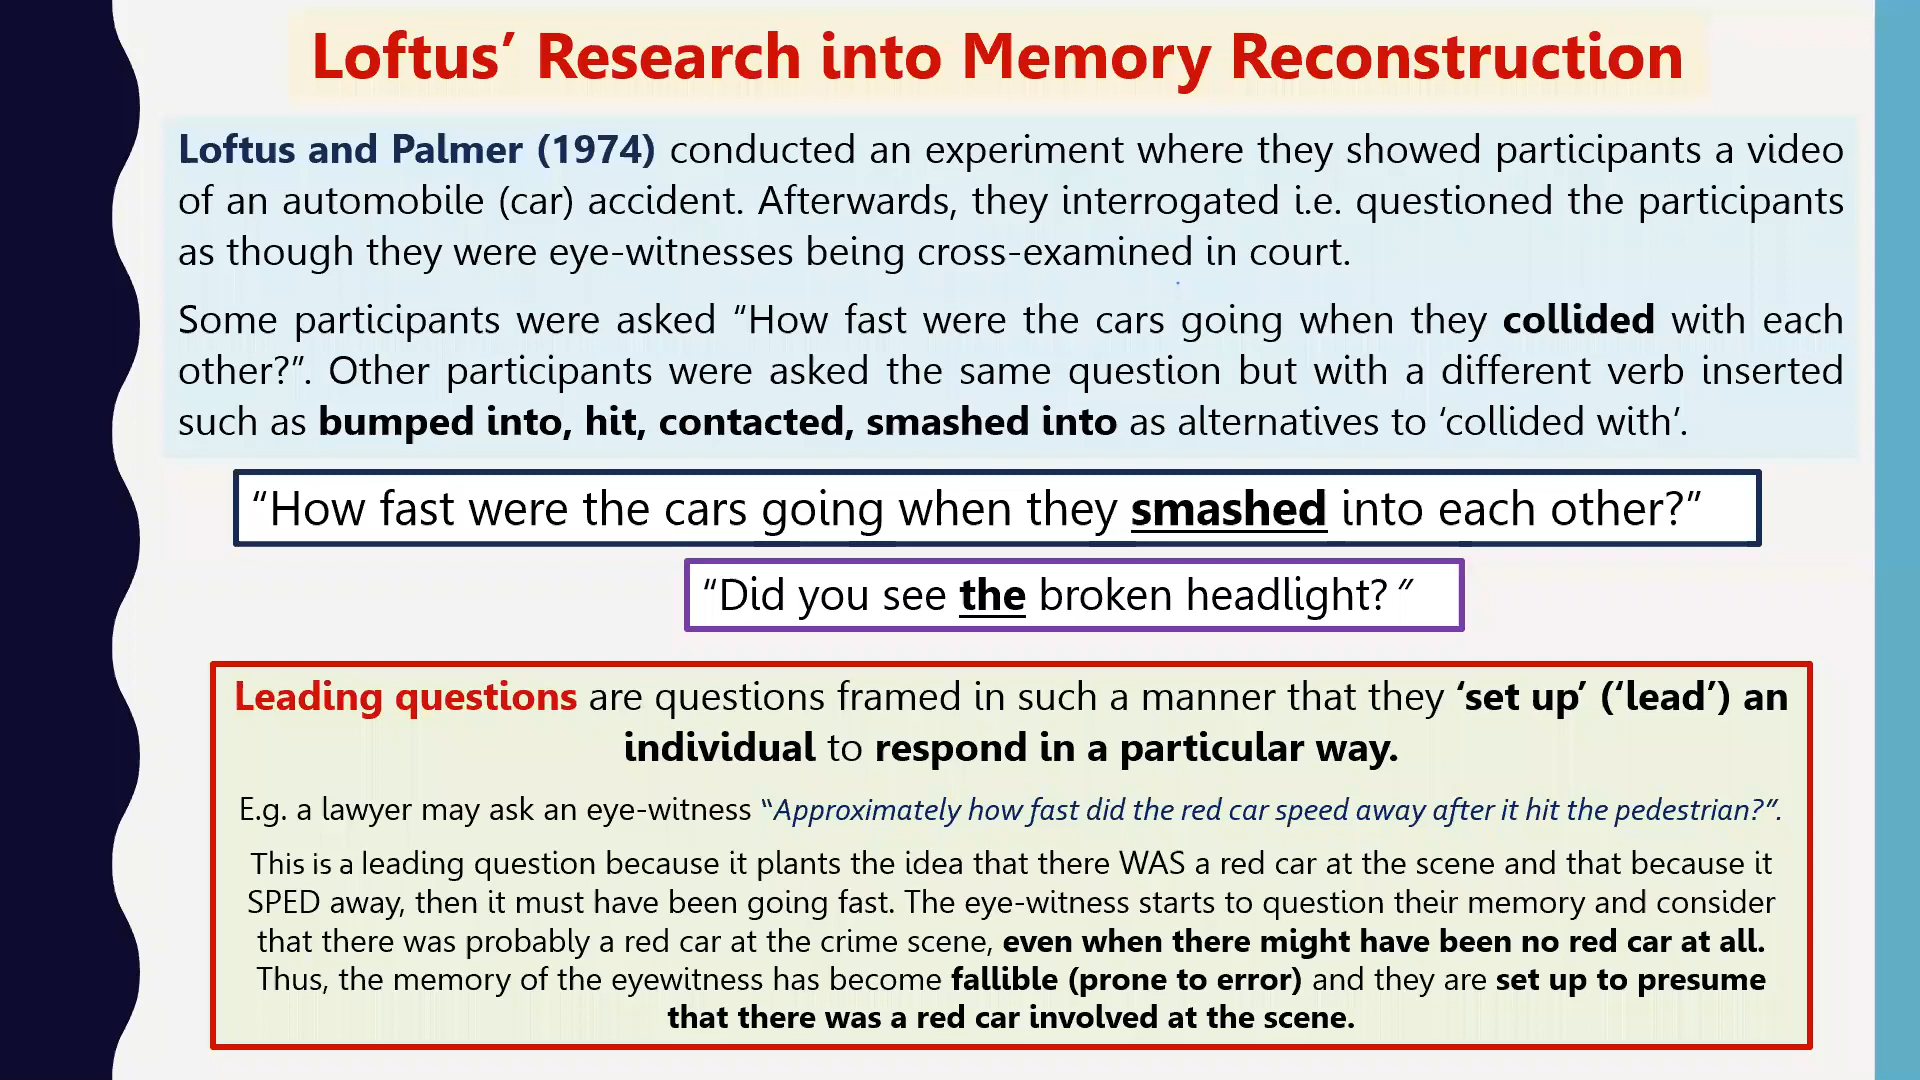 Loftus’ Research into Memory Reconstruction
Loftus and Palmer (1974) conducted an experiment where they showed participants a video
of an automobile (car) accident. Afterwards, they interrogated i.e. questioned the participants
as though they were eye-witnesses being cross-examined in court.
Some participants were asked “How fast were the cars going when they collided with each
other?”. Other participants were asked the same question but with a different verb inserted
such as bumped into, hit, contacted, smashed into as alternatives to ‘collided with’.
“How fast were the cars going when they smashed into each other?”
“Did you see the broken headlight? ”
Leading questions are questions framed in such a manner that they ‘set up’ (‘lead’) an
individual to respond in a particular way.
E.g. a lawyer may ask an eye-witness “Approximately how fast did the red car speed away after it hit the pedestrian?”.
This is a leading question because it plants the idea that there WAS a red car at the scene and that because it
SPED away, then it must have been going fast. The eye-witness starts to question their memory and consider
that there was probably a red car at the crime scene, even when there might have been no red car at all.
Thus, the memory of the eyewitness has become fallible (prone to error) and they are set up to presume
that there was a red car involved at the scene.